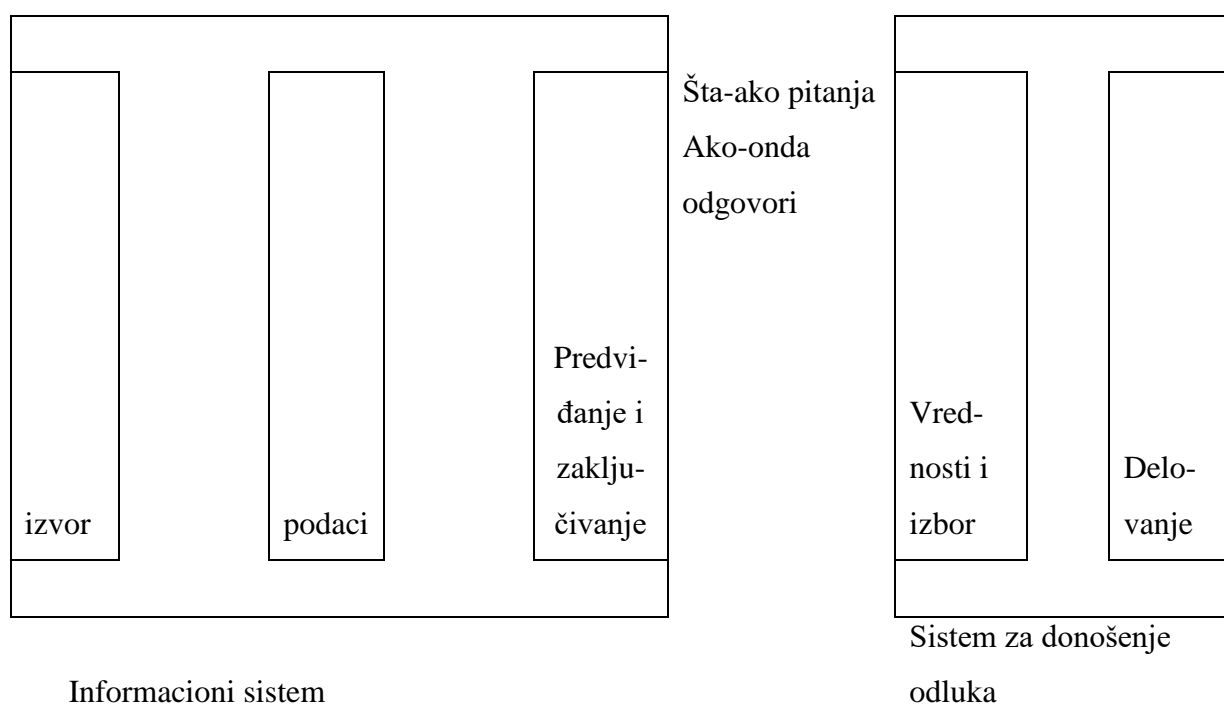 Šta-ako pitanja
Ako-onda
odgovori
izvor
podaci
Predvi-
đanje i
zaklju-
čivanje
Vred-
nosti i
izbor
Delo-
vanje
Informacioni sistem
Sistem za donošenje
odluka